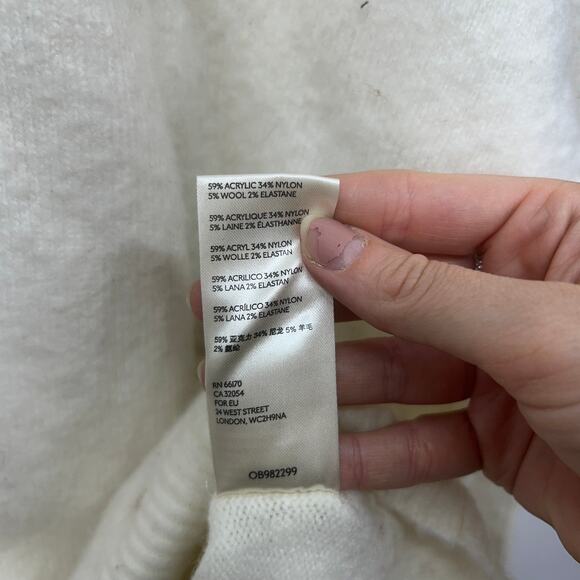 59% ACRYLIC 34% NYLON
5% WOOL 2% ELASTANE
59% ACRYLIQUE 34% NYLON
5% LAINE 2% ÉLASTHANNE
59% ACRYL 34% NYLON
5% WOLLE 2% ELASTAN
59% ACRILICO 34% NYLON
5% LANA 2% ELASTAN
59% ACRÍLICO 34% NYLON
5% LANA 2% ELASTANE
59% 亚克力 34% 尼龙 5% 羊毛
2% 氨纶
RN 66170
CA 32054
FOR EU
24 WEST STREET
LONDON, WC2H9NA
OB982299